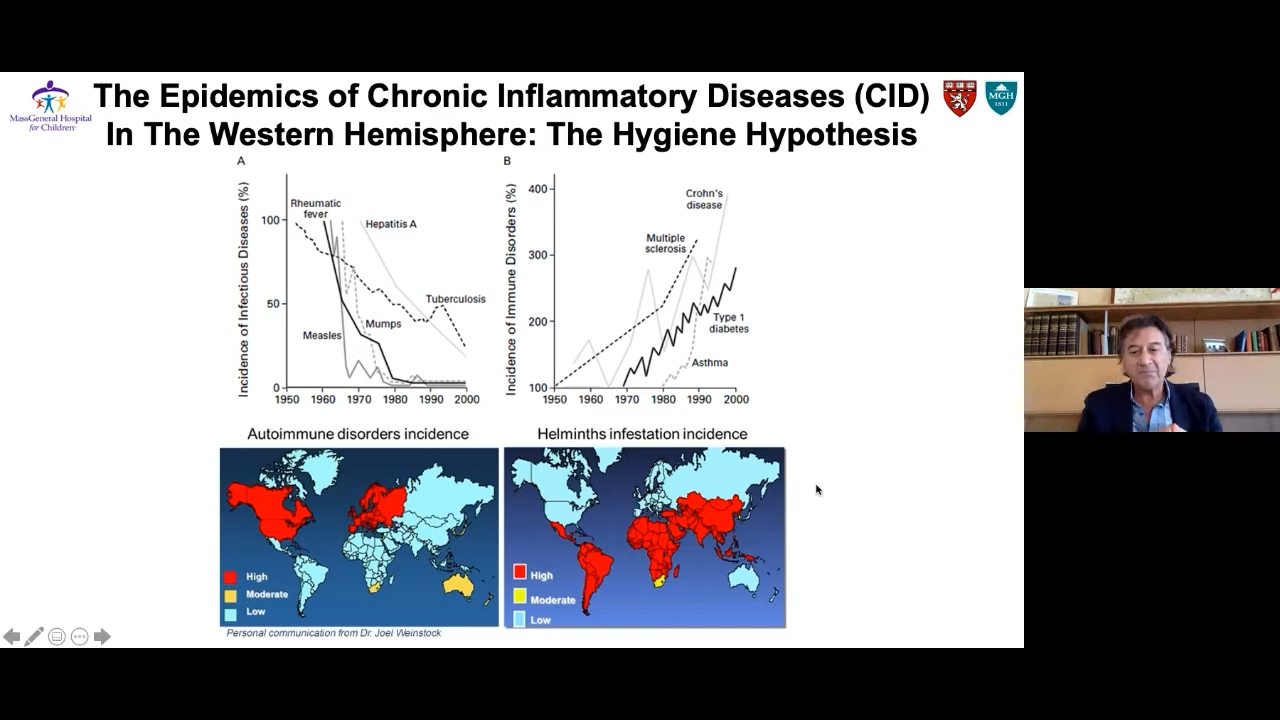 MassGeneral Hospital
for Children
The Epidemics of Chronic Inflammatory Diseases (CID)
In The Western Hemisphere: The Hygiene Hypothesis
MGH
1811
A
Incidence of Infectious Diseases (%)
100
50
0
1950 1960 1970 1980 1990 2000
Rheumatic
fever
Hepatitis A
Tuberculosis
Mumps
Measles
B
Incidence of Immune Disorders (%)
400
300
200
100
1950 1960 1970 1980 1990 2000
Crohn's
disease
Multiple
sclerosis
Type 1
diabetes
Asthma
Autoimmune disorders incidence
High
Moderate
Low
Helminths infestation incidence
High
Moderate
Low
Personal communication from Dr. Joel Weinstock